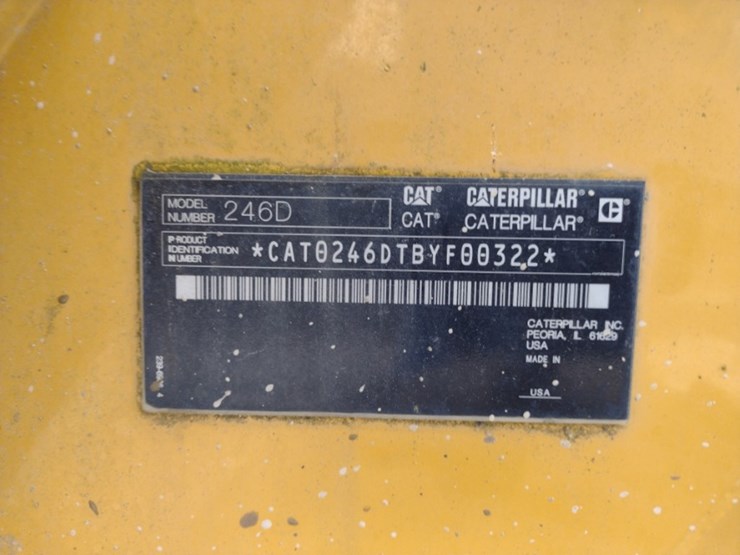 MODEL NUMBER 246D
CAT® CATERPILLAR®
CAT® CATERPILLAR®
PRODUCT IDENTIFICATION NUMBER *CAT0246DTBYF00322*
CATERPILLAR INC.
PEORIA, IL 61629
USA
MADE IN
USA